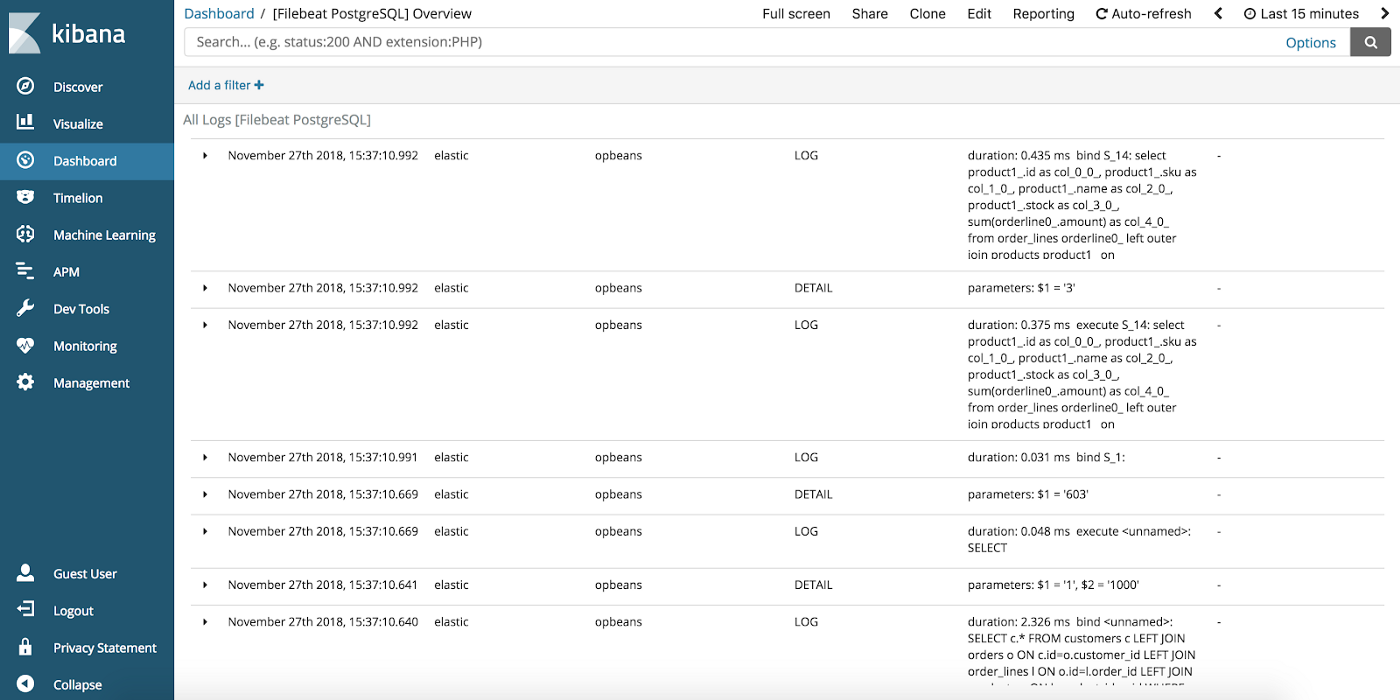 kibana
Discover
Visualize
Dashboard
Timelion
Machine Learning
APM
Dev Tools
Monitoring
Management
Guest User
Logout
Privacy Statement
Collapse
Dashboard / [Filebeat PostgreSQL] Overview
Full screen Share Clone Edit Reporting Auto-refresh Last 15 minutes
Search... (e.g. status:200 AND extension:PHP) Options
Add a filter +
All Logs [Filebeat PostgreSQL]
November 27th 2018, 15:37:10.992 elastic opbeans LOG duration: 0.435 ms bind S_14: select -
product1_.id as col_0_0_, product1_.sku as
col_1_0_, product1_.name as col_2_0_,
product1_.stock as col_3_0_,
sum(orderline0_.amount) as col_4_0_
from order_lines orderline0_ left outer
join products product1_ on
November 27th 2018, 15:37:10.992 elastic opbeans DETAIL parameters: $1 = '3' -
November 27th 2018, 15:37:10.992 elastic opbeans LOG duration: 0.375 ms execute S_14: select -
product1_.id as col_0_0_, product1_.sku as
col_1_0_, product1_.name as col_2_0_,
product1_.stock as col_3_0_,
sum(orderline0_.amount) as col_4_0_
from order_lines orderline0_ left outer
join products product1_ on
November 27th 2018, 15:37:10.991 elastic opbeans LOG duration: 0.031 ms bind S_1: -
November 27th 2018, 15:37:10.669 elastic opbeans DETAIL parameters: $1 = '603' -
November 27th 2018, 15:37:10.669 elastic opbeans LOG duration: 0.048 ms execute <unnamed>: -
SELECT
November 27th 2018, 15:37:10.641 elastic opbeans DETAIL parameters: $1 = '1', $2 = '1000' -
November 27th 2018, 15:37:10.640 elastic opbeans LOG duration: 2.326 ms bind <unnamed>: -
SELECT c.* FROM customers c LEFT JOIN
orders o ON c.id=o.customer_id LEFT JOIN
order_lines l ON o.id=l.order_id LEFT JOIN